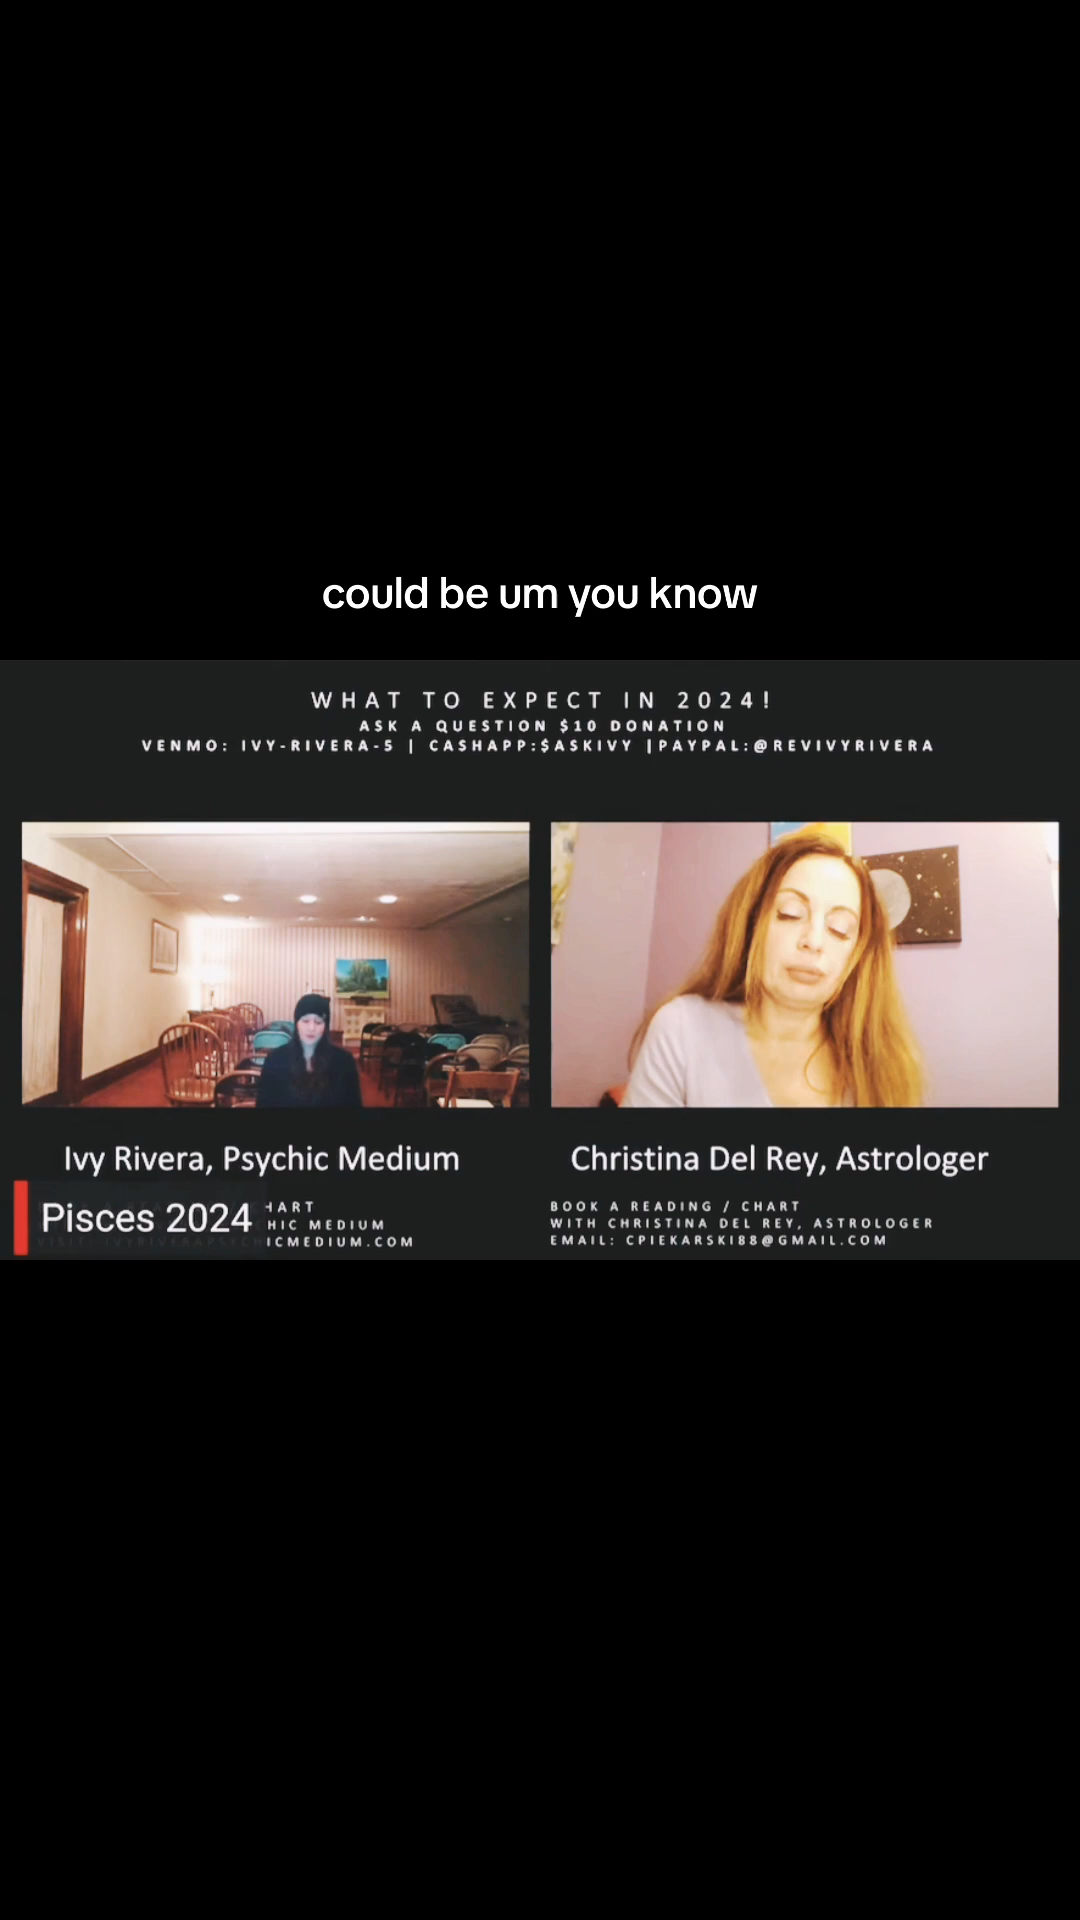 could be um you know
WHAT TO EXPECT IN 2024!
ASK A QUESTION $10 DONATION
VENMO: IVY-RIVERA-5 | CASHAPP:$ASKIVY |PAYPAL:@REVIVYRIVERA
Ivy Rivera, Psychic Medium
Christina Del Rey, Astrologer
Pisces 2024
HART
HIC MEDIUM
ICMEDIUM.COM
BOOK A READING / CHART
WITH CHRISTINA DEL REY, ASTROLOGER
EMAIL: CPIEKARSKI88@GMAIL.COM